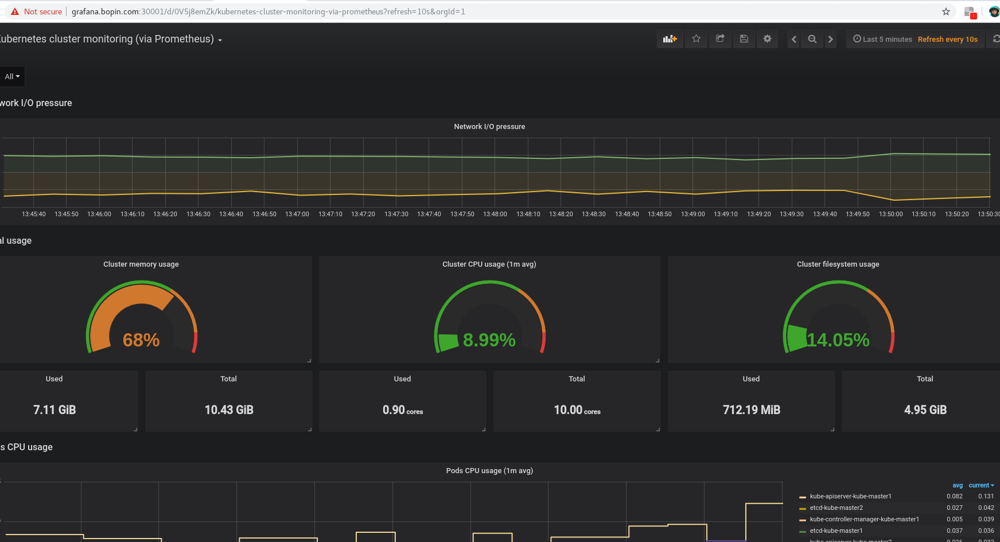 Not secure grafana.bopin.com:30001/d/0V5j8emZk/kubernetes-cluster-monitoring-via-prometheus?refresh=10s&orgId=1
ubernetes cluster monitoring (via Prometheus)
Last 5 minutes Refresh every 10s
All
work I/O pressure
Network I/O pressure
13:45:40 13:45:50 13:46:00 13:46:10 13:46:20 13:46:30 13:46:40 13:46:50 13:47:00 13:47:10 13:47:20 13:47:30 13:47:40 13:47:50 13:48:00 13:48:10 13:48:20 13:48:30 13:48:40 13:48:50 13:49:00 13:49:10 13:49:20 13:49:30 13:49:40 13:49:50 13:50:00 13:50:10 13:50:20 13:50:30
al usage
Cluster memory usage Cluster CPU usage (1m avg) Cluster filesystem usage
68% 8.99% 14.05%
Used Total Used Total Used Total
7.11 GiB 10.43 GiB 0.90 cores 10.00 cores 712.19 MiB 4.95 GiB
s CPU usage
Pods CPU usage (1m avg)
avg current
kube-apiserver-kube-master1 0.082 0.131
etcd-kube-master2 0.027 0.042
kube-controller-manager-kube-master1 0.005 0.039
etcd-kube-master1 0.037 0.036